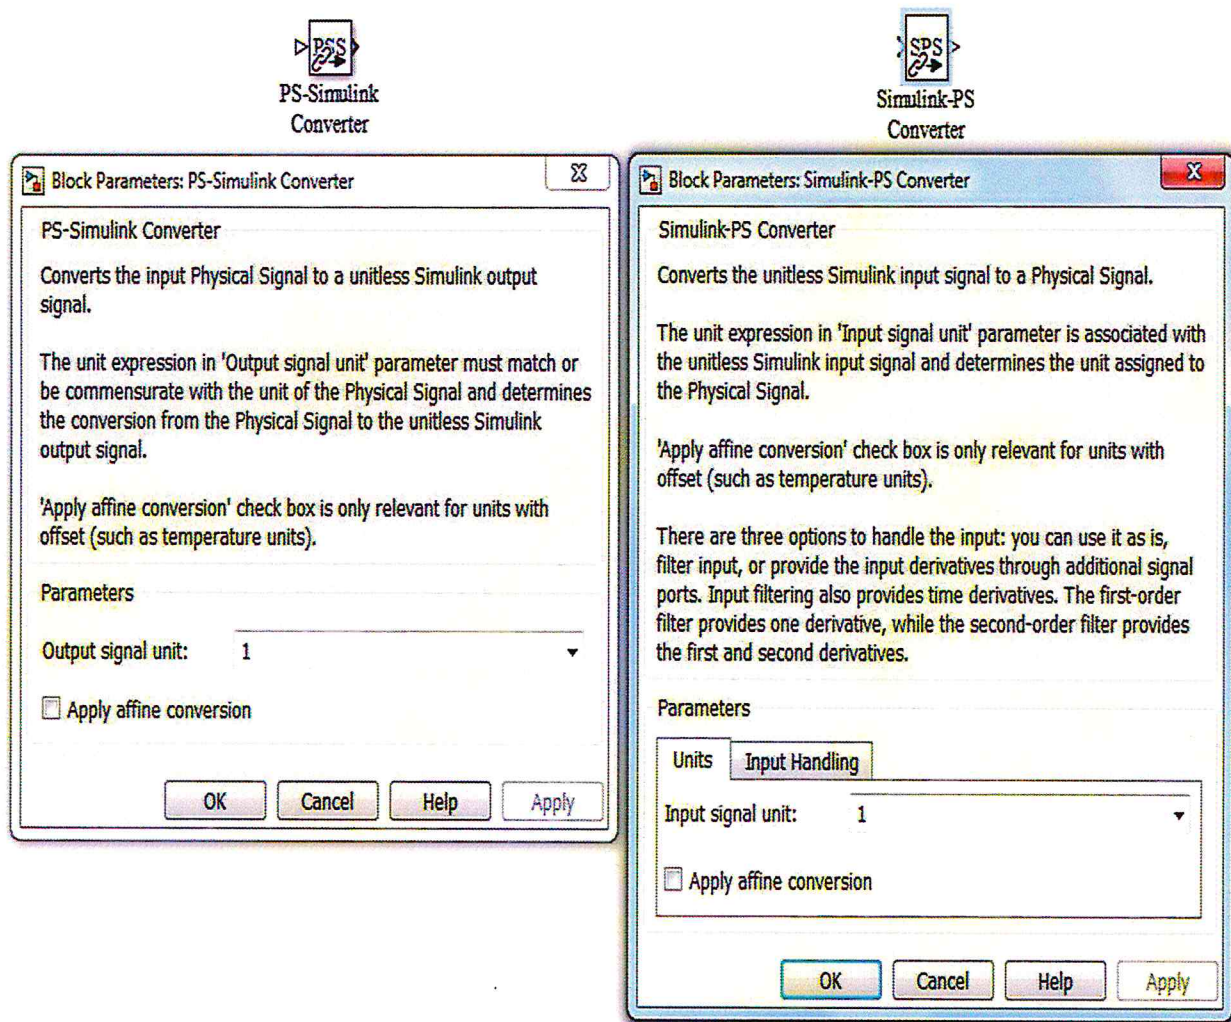 PSS
PS-Simulink
Converter
SPS
Simulink-PS
Converter
Block Parameters: PS-Simulink Converter
PS-Simulink Converter
Converts the input Physical Signal to a unitless Simulink output
signal.
The unit expression in 'Output signal unit' parameter must match or
be commensurate with the unit of the Physical Signal and determines
the conversion from the Physical Signal to the unitless Simulink
output signal.
'Apply affine conversion' check box is only relevant for units with
offset (such as temperature units).
Parameters
Output signal unit: 1
Apply affine conversion
OK Cancel Help Apply
Block Parameters: Simulink-PS Converter
Simulink-PS Converter
Converts the unitless Simulink input signal to a Physical Signal.
The unit expression in 'Input signal unit' parameter is associated with
the unitless Simulink input signal and determines the unit assigned to
the Physical Signal.
'Apply affine conversion' check box is only relevant for units with
offset (such as temperature units).
There are three options to handle the input: you can use it as is,
filter input, or provide the input derivatives through additional signal
ports. Input filtering also provides time derivatives. The first-order
filter provides one derivative, while the second-order filter provides
the first and second derivatives.
Parameters
Units Input Handling
Input signal unit: 1
Apply affine conversion
OK Cancel Help Apply